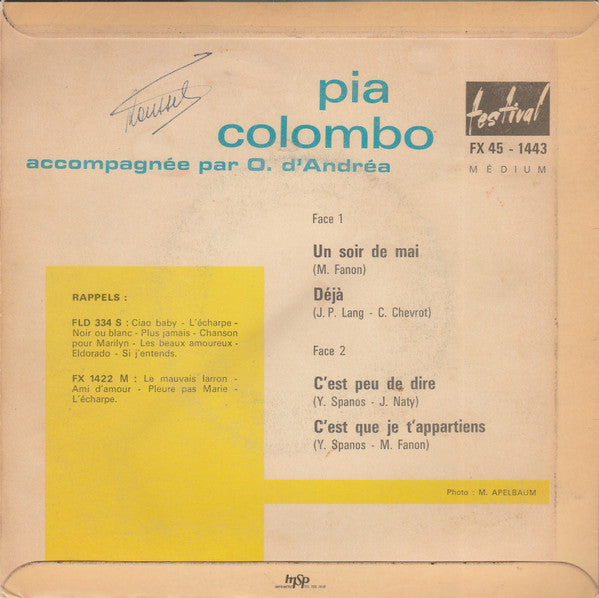 pia
colombo
accompagnée par O. d'Andréa
festival
FX 45 - 1443
MÉDIUM
Face 1
Un soir de mai
(M. Fanon)
Déjà
(J. P. Lang - C. Chevrot)
Face 2
C'est peu de dire
(Y. Spanos - J. Naty)
C'est que je t'appartiens
(Y. Spanos - M. Fanon)
RAPPELS :
FLD 334 S : Ciao baby - L'écharpe -
Noir ou blanc - Plus jamais - Chanson
pour Marilyn - Les beaux amoureux -
Eldorado - Si j'entends.
FX 1422 M : Le mauvais larron -
Ami d'amour - Pleure pas Marie -
L'écharpe.
Photo : M. APELBAUM
msp